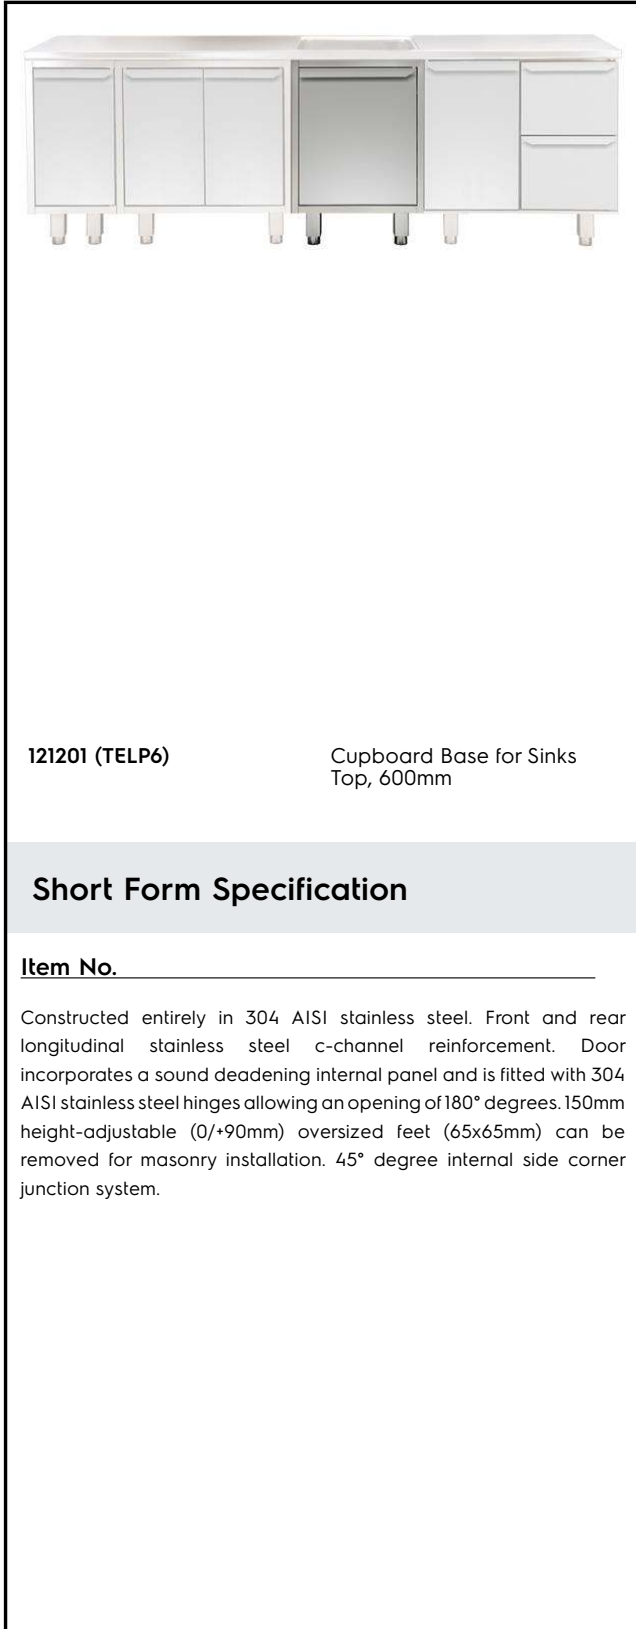 121201 (TELP6)
Cupboard Base for Sinks
Top, 600mm
Short Form Specification
Item No.
Constructed entirely in 304 AISI stainless steel. Front and rear
longitudinal stainless steel c-channel reinforcement. Door
incorporates a sound deadening internal panel and is fitted with 304
AISI stainless steel hinges allowing an opening of 180° degrees. 150mm
height-adjustable (0/+90mm) oversized feet (65x65mm) can be
removed for masonry installation. 45° degree internal side corner
junction system.